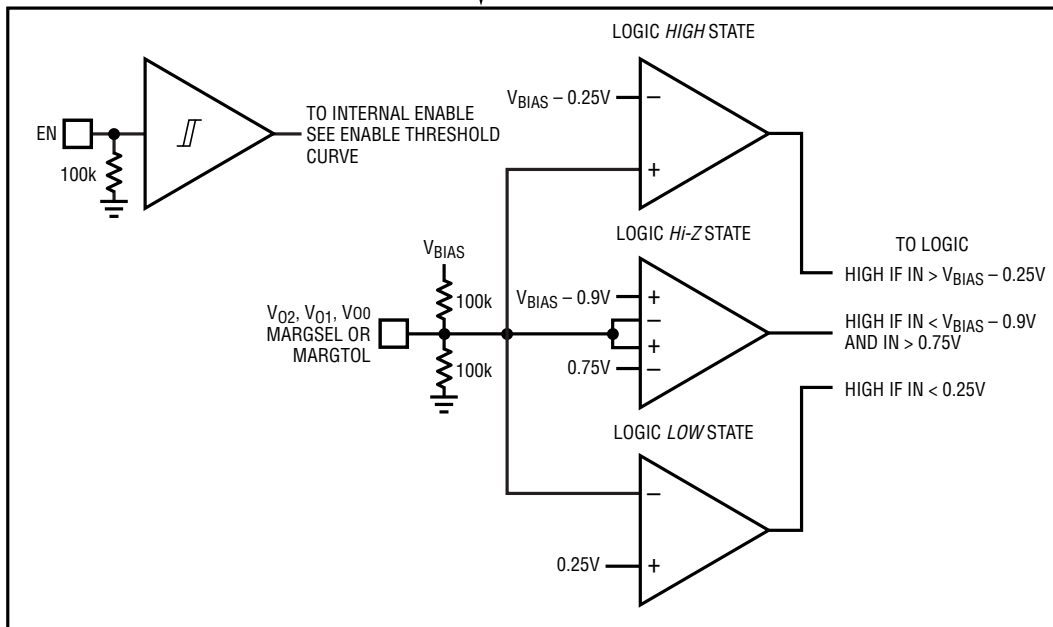 LOGIC HIGH STATE
VBIAS – 0.25V
–
+
EN
100k
TO INTERNAL ENABLE
SEE ENABLE THRESHOLD
CURVE
LOGIC Hi-Z STATE
VBIAS
100k
100k
VO2, VO1, VO0
MARGSEL OR
MARGTOL
VBIAS – 0.9V
+
–
+
–
0.75V
TO LOGIC
HIGH IF IN > VBIAS – 0.25V
HIGH IF IN < VBIAS – 0.9V
AND IN > 0.75V
HIGH IF IN < 0.25V
LOGIC LOW STATE
–
+
0.25V